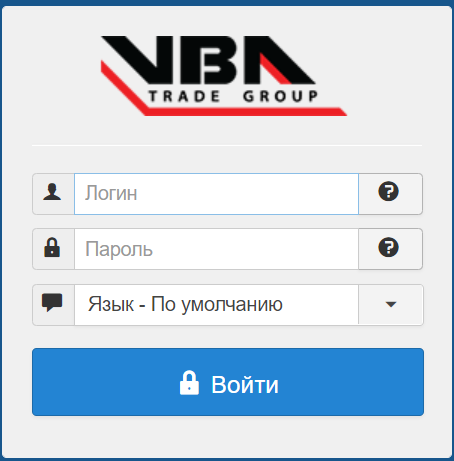 VBA
TRADE GROUP
Логин
Пароль
Язык - По умолчанию
Войти